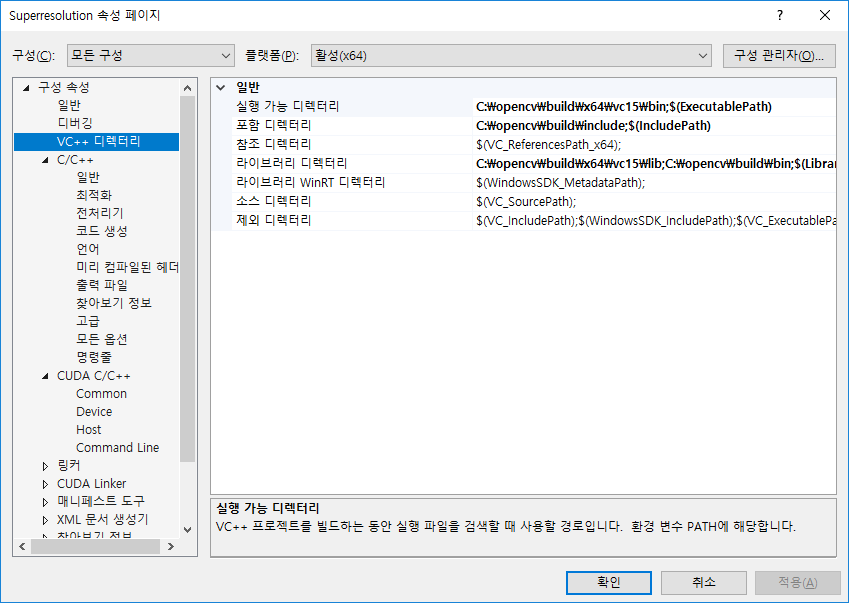 Superresolution 속성 페이지
?
구성(C): 모든 구성 플랫폼(P): 활성(x64) 구성 관리자(O)...
구성 속성
일반
디버깅
VC++ 디렉터리
C/C++
일반
최적화
전처리기
코드 생성
언어
미리 컴파일된 헤더
출력 파일
찾아보기 정보
고급
모든 옵션
명령줄
CUDA C/C++
Common
Device
Host
Command Line
링커
CUDA Linker
매니페스트 도구
XML 문서 생성기
찾아보기 정보
일반
실행 가능 디렉터리 C:₩opencv₩build₩x64₩vc15₩bin;$(ExecutablePath)
포함 디렉터리 C:₩opencv₩build₩include;$(IncludePath)
참조 디렉터리 $(VC_ReferencesPath_x64);
라이브러리 디렉터리 C:₩opencv₩build₩x64₩vc15₩lib;C:₩opencv₩build₩bin;$(Librar
라이브러리 WinRT 디렉터리 $(WindowsSDK_MetadataPath);
소스 디렉터리 $(VC_SourcePath);
제외 디렉터리 $(VC_IncludePath);$(WindowsSDK_IncludePath);$(VC_ExecutablePa
실행 가능 디렉터리
VC++ 프로젝트를 빌드하는 동안 실행 파일을 검색할 때 사용할 경로입니다. 환경 변수 PATH에 해당합니다.
확인 취소 적용(A)